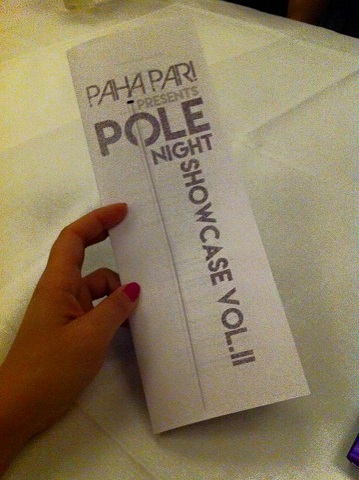 PAHA PARI
PRESENTS
POLE
NIGHT
SHOWCASE VOL.II